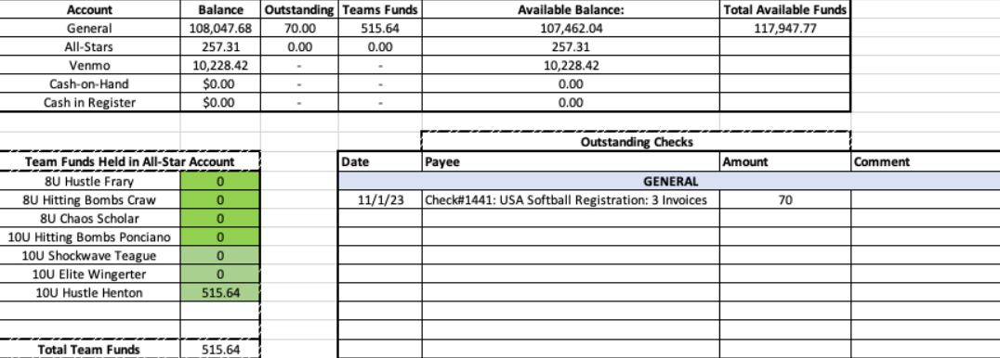 Account Balance Outstanding Teams Funds Available Balance: Total Available Funds
General 108,047.68 70.00 515.64 107,462.04 117,947.77
All-Stars 257.31 0.00 0.00 257.31
Venmo 10,228.42 - - 10,228.42
Cash-on-Hand $0.00 - - 0.00
Cash in Register $0.00 - - 0.00
Outstanding Checks
Team Funds Held in All-Star Account Date Payee Amount Comment
8U Hustle Frary 0 GENERAL
8U Hitting Bombs Craw 0 11/1/23 Check#1441: USA Softball Registration: 3 Invoices 70
8U Chaos Scholar 0
10U Hitting Bombs Ponciano 0
10U Shockwave Teague 0
10U Elite Wingerter 0
10U Hustle Henton 515.64
Total Team Funds 515.64